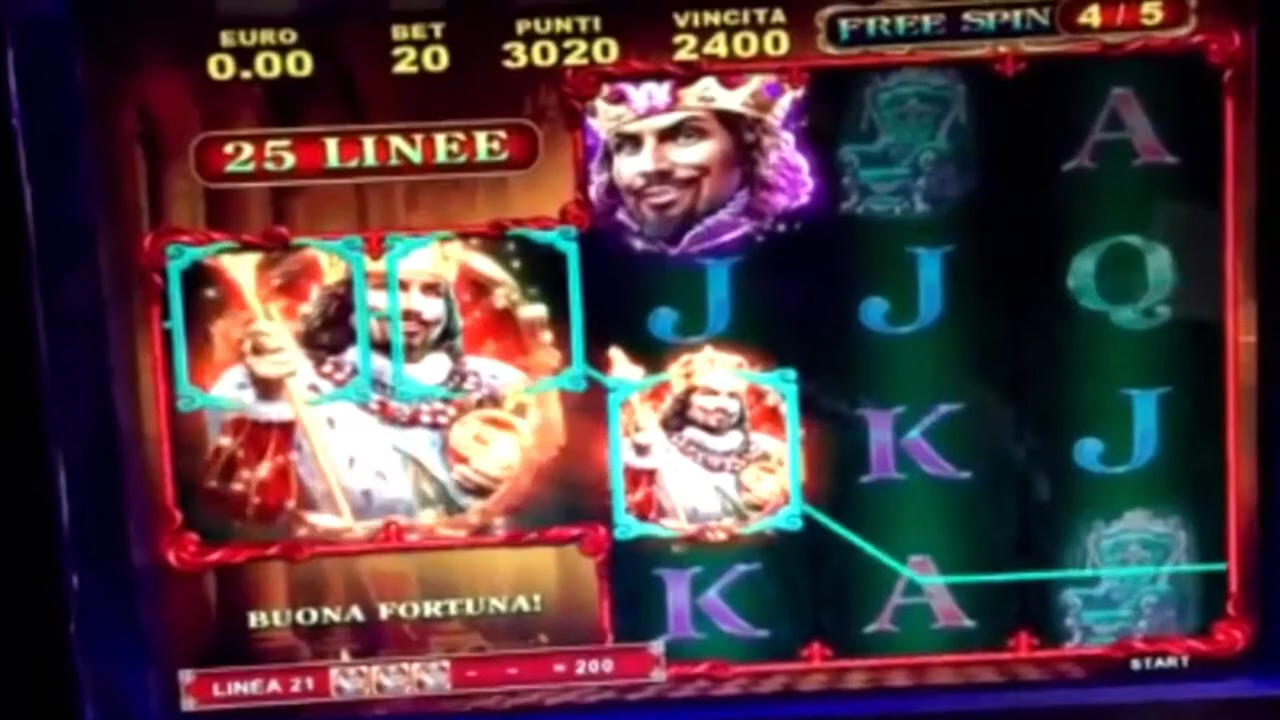 EURO BET PUNTI VINCITA FREE SPIN 4/5
0.00 20 3020 2400
25 LINEE
W
A
J J Q
K J
K A
BUONA FORTUNA!
LINEA 21 - - = 200
START